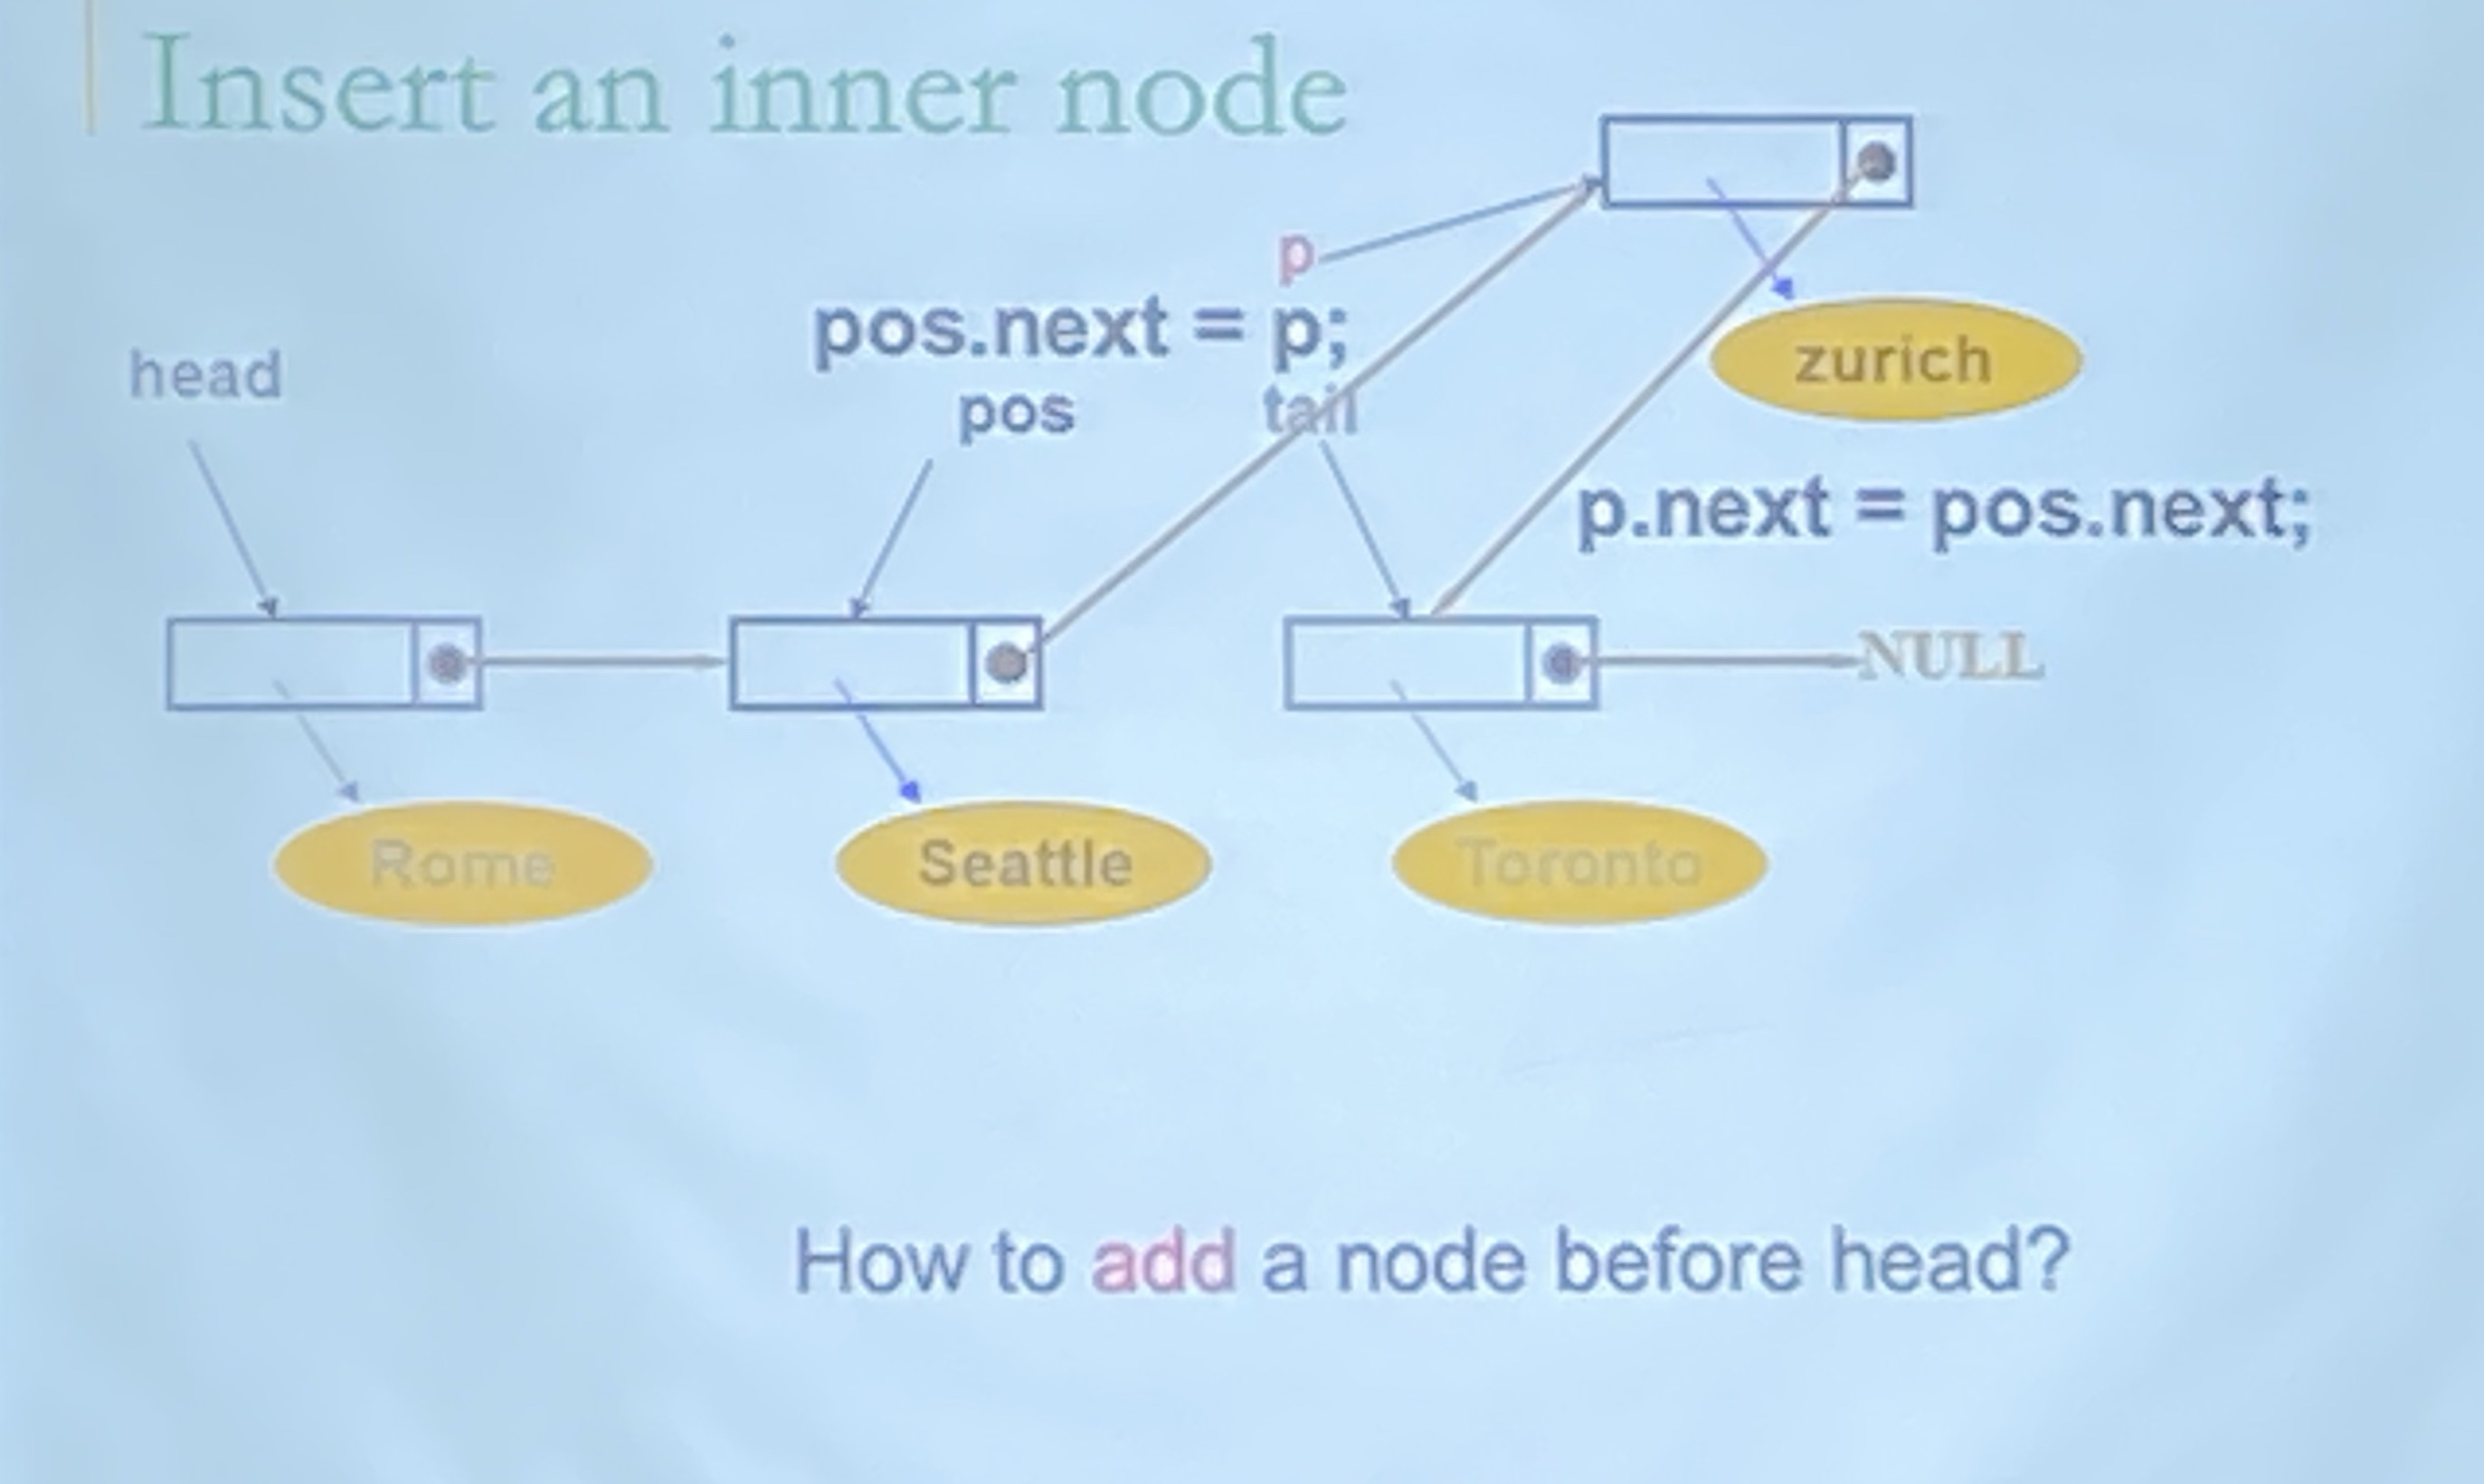 Insert an inner node
p
pos.next = p;
head
pos
tail
zurich
p.next = pos.next;
NULL
Rome
Seattle
Toronto
How to add a node before head?